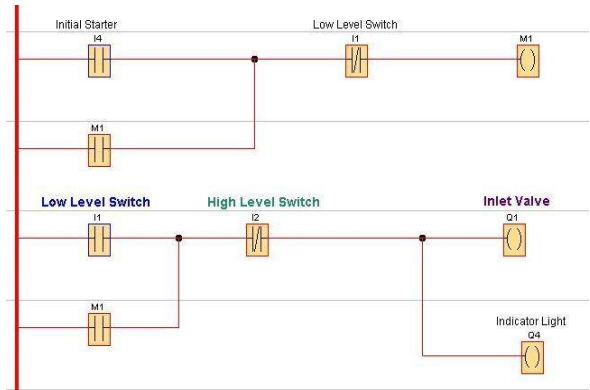 Initial Starter
I4
Low Level Switch
I1
M1
M1
Low Level Switch
I1
High Level Switch
I2
Inlet Valve
Q1
M1
Indicator Light
Q4